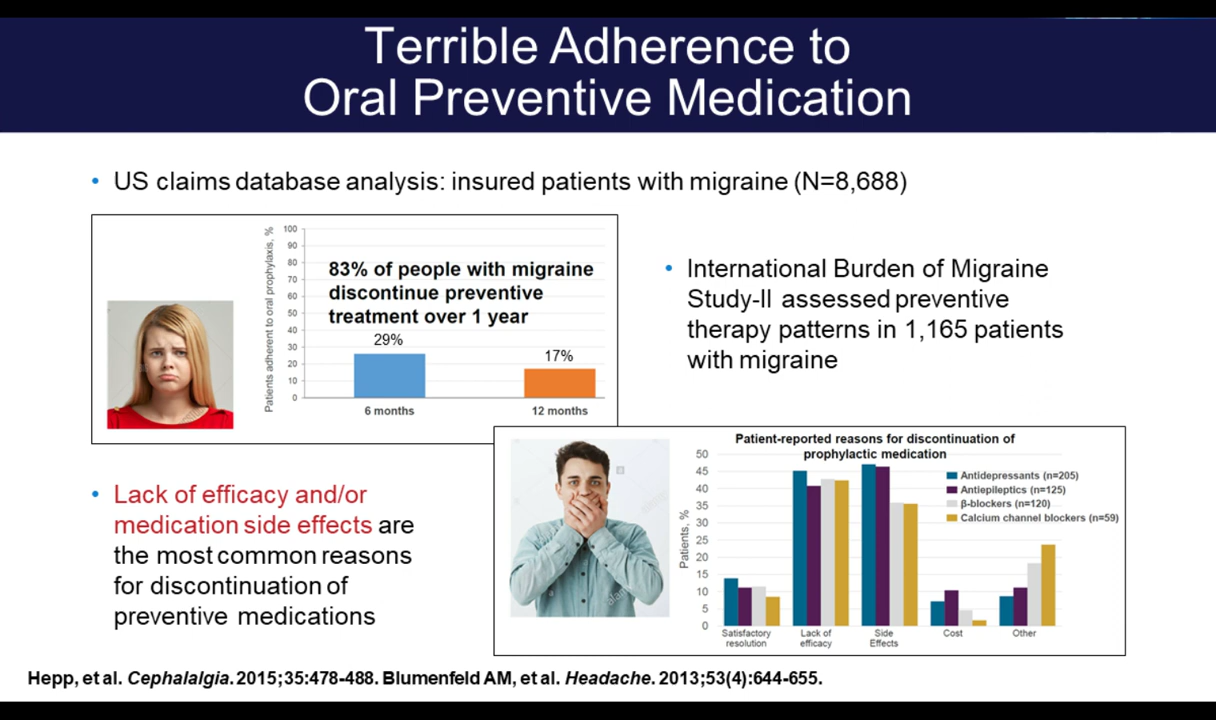 Terrible Adherence to
Oral Preventive Medication
• US claims database analysis: insured patients with migraine (N=8,688)
Patients adherent to oral prophylaxis, %
100
90
80
70
60
50
40
30
20
10
0
83% of people with migraine
discontinue preventive
treatment over 1 year
29%
17%
6 months
12 months
• International Burden of Migraine
Study-II assessed preventive
therapy patterns in 1,165 patients
with migraine
• Lack of efficacy and/or
medication side effects are
the most common reasons
for discontinuation of
preventive medications
Patient-reported reasons for discontinuation of
prophylactic medication
Patients, %
50
45
40
35
30
25
20
15
10
5
0
Antidepressants (n=205)
Antiepileptics (n=125)
β-blockers (n=120)
Calcium channel blockers (n=59)
Satisfactory
resolution
Lack of
efficacy
Side
Effects
Cost
Other
Hepp, et al. Cephalalgia. 2015;35:478-488. Blumenfeld AM, et al. Headache. 2013;53(4):644-655.